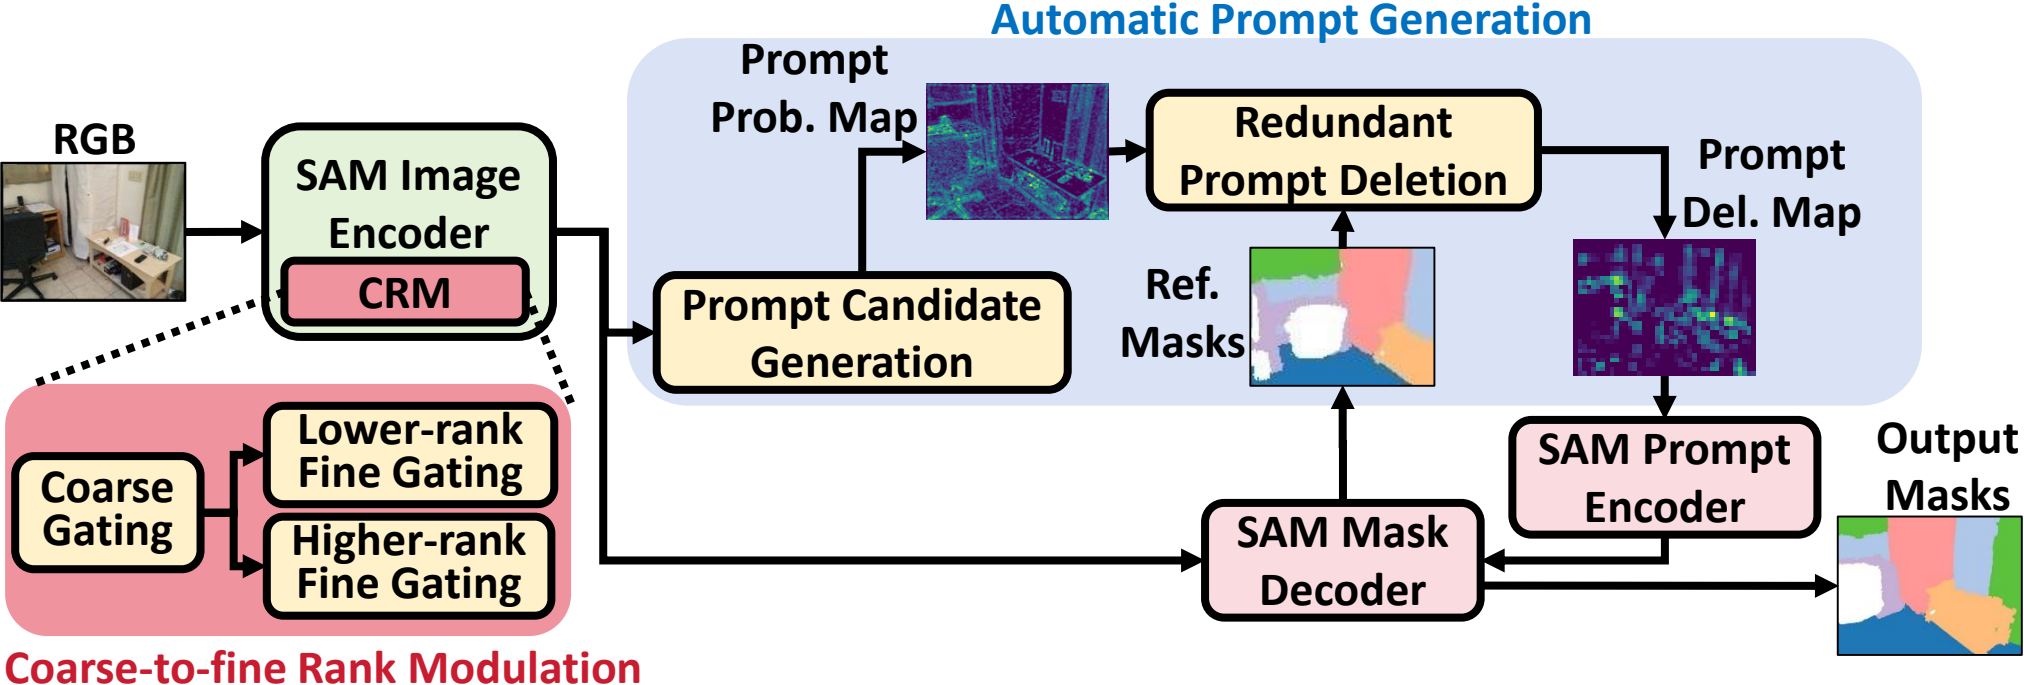 Automatic Prompt Generation
RGB
SAM Image
Encoder
CRM
Prompt
Prob. Map
Redundant
Prompt Deletion
Prompt
Del. Map
Prompt Candidate
Generation
Ref.
Masks
Coarse
Gating
Lower-rank
Fine Gating
Higher-rank
Fine Gating
SAM Mask
Decoder
SAM Prompt
Encoder
Output
Masks
Coarse-to-fine Rank Modulation